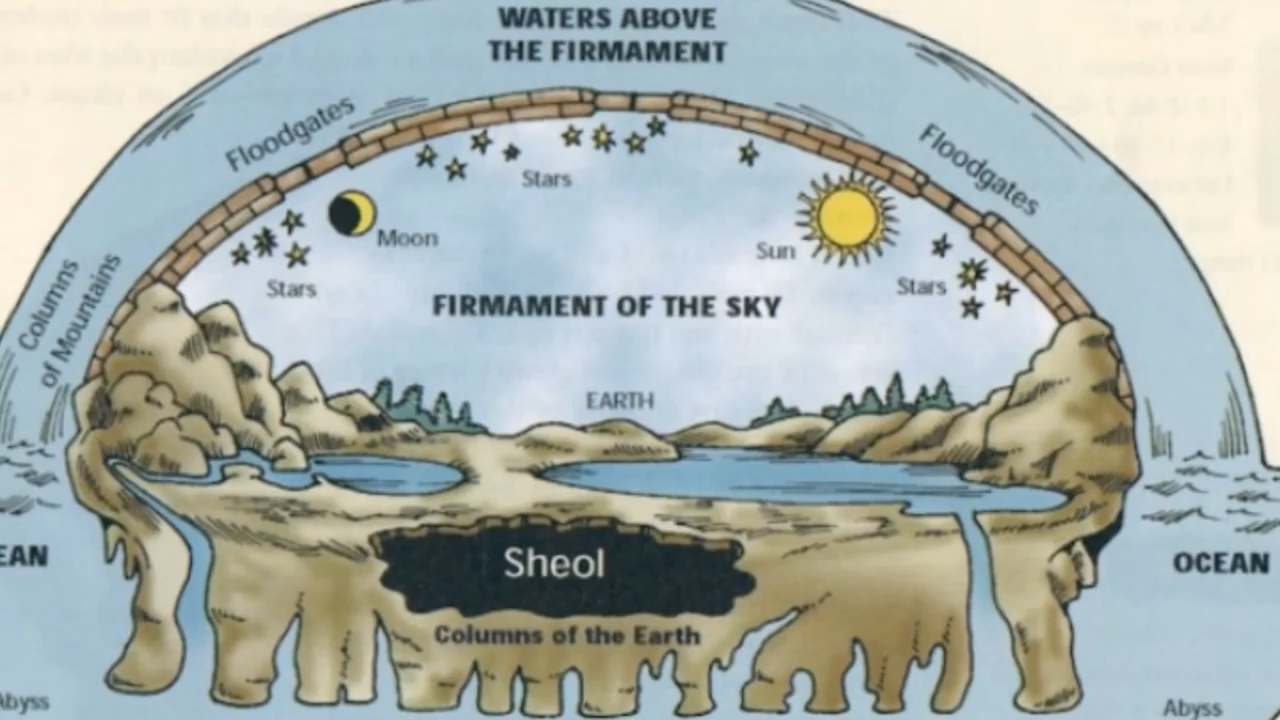 WATERS ABOVE
THE FIRMAMENT
Floodgates
Floodgates
Stars
Moon
Sun
Stars
Stars
Columns
of Mountains
FIRMAMENT OF THE SKY
EARTH
Sheol
EAN
OCEAN
Columns of the Earth
Abyss
Abyss